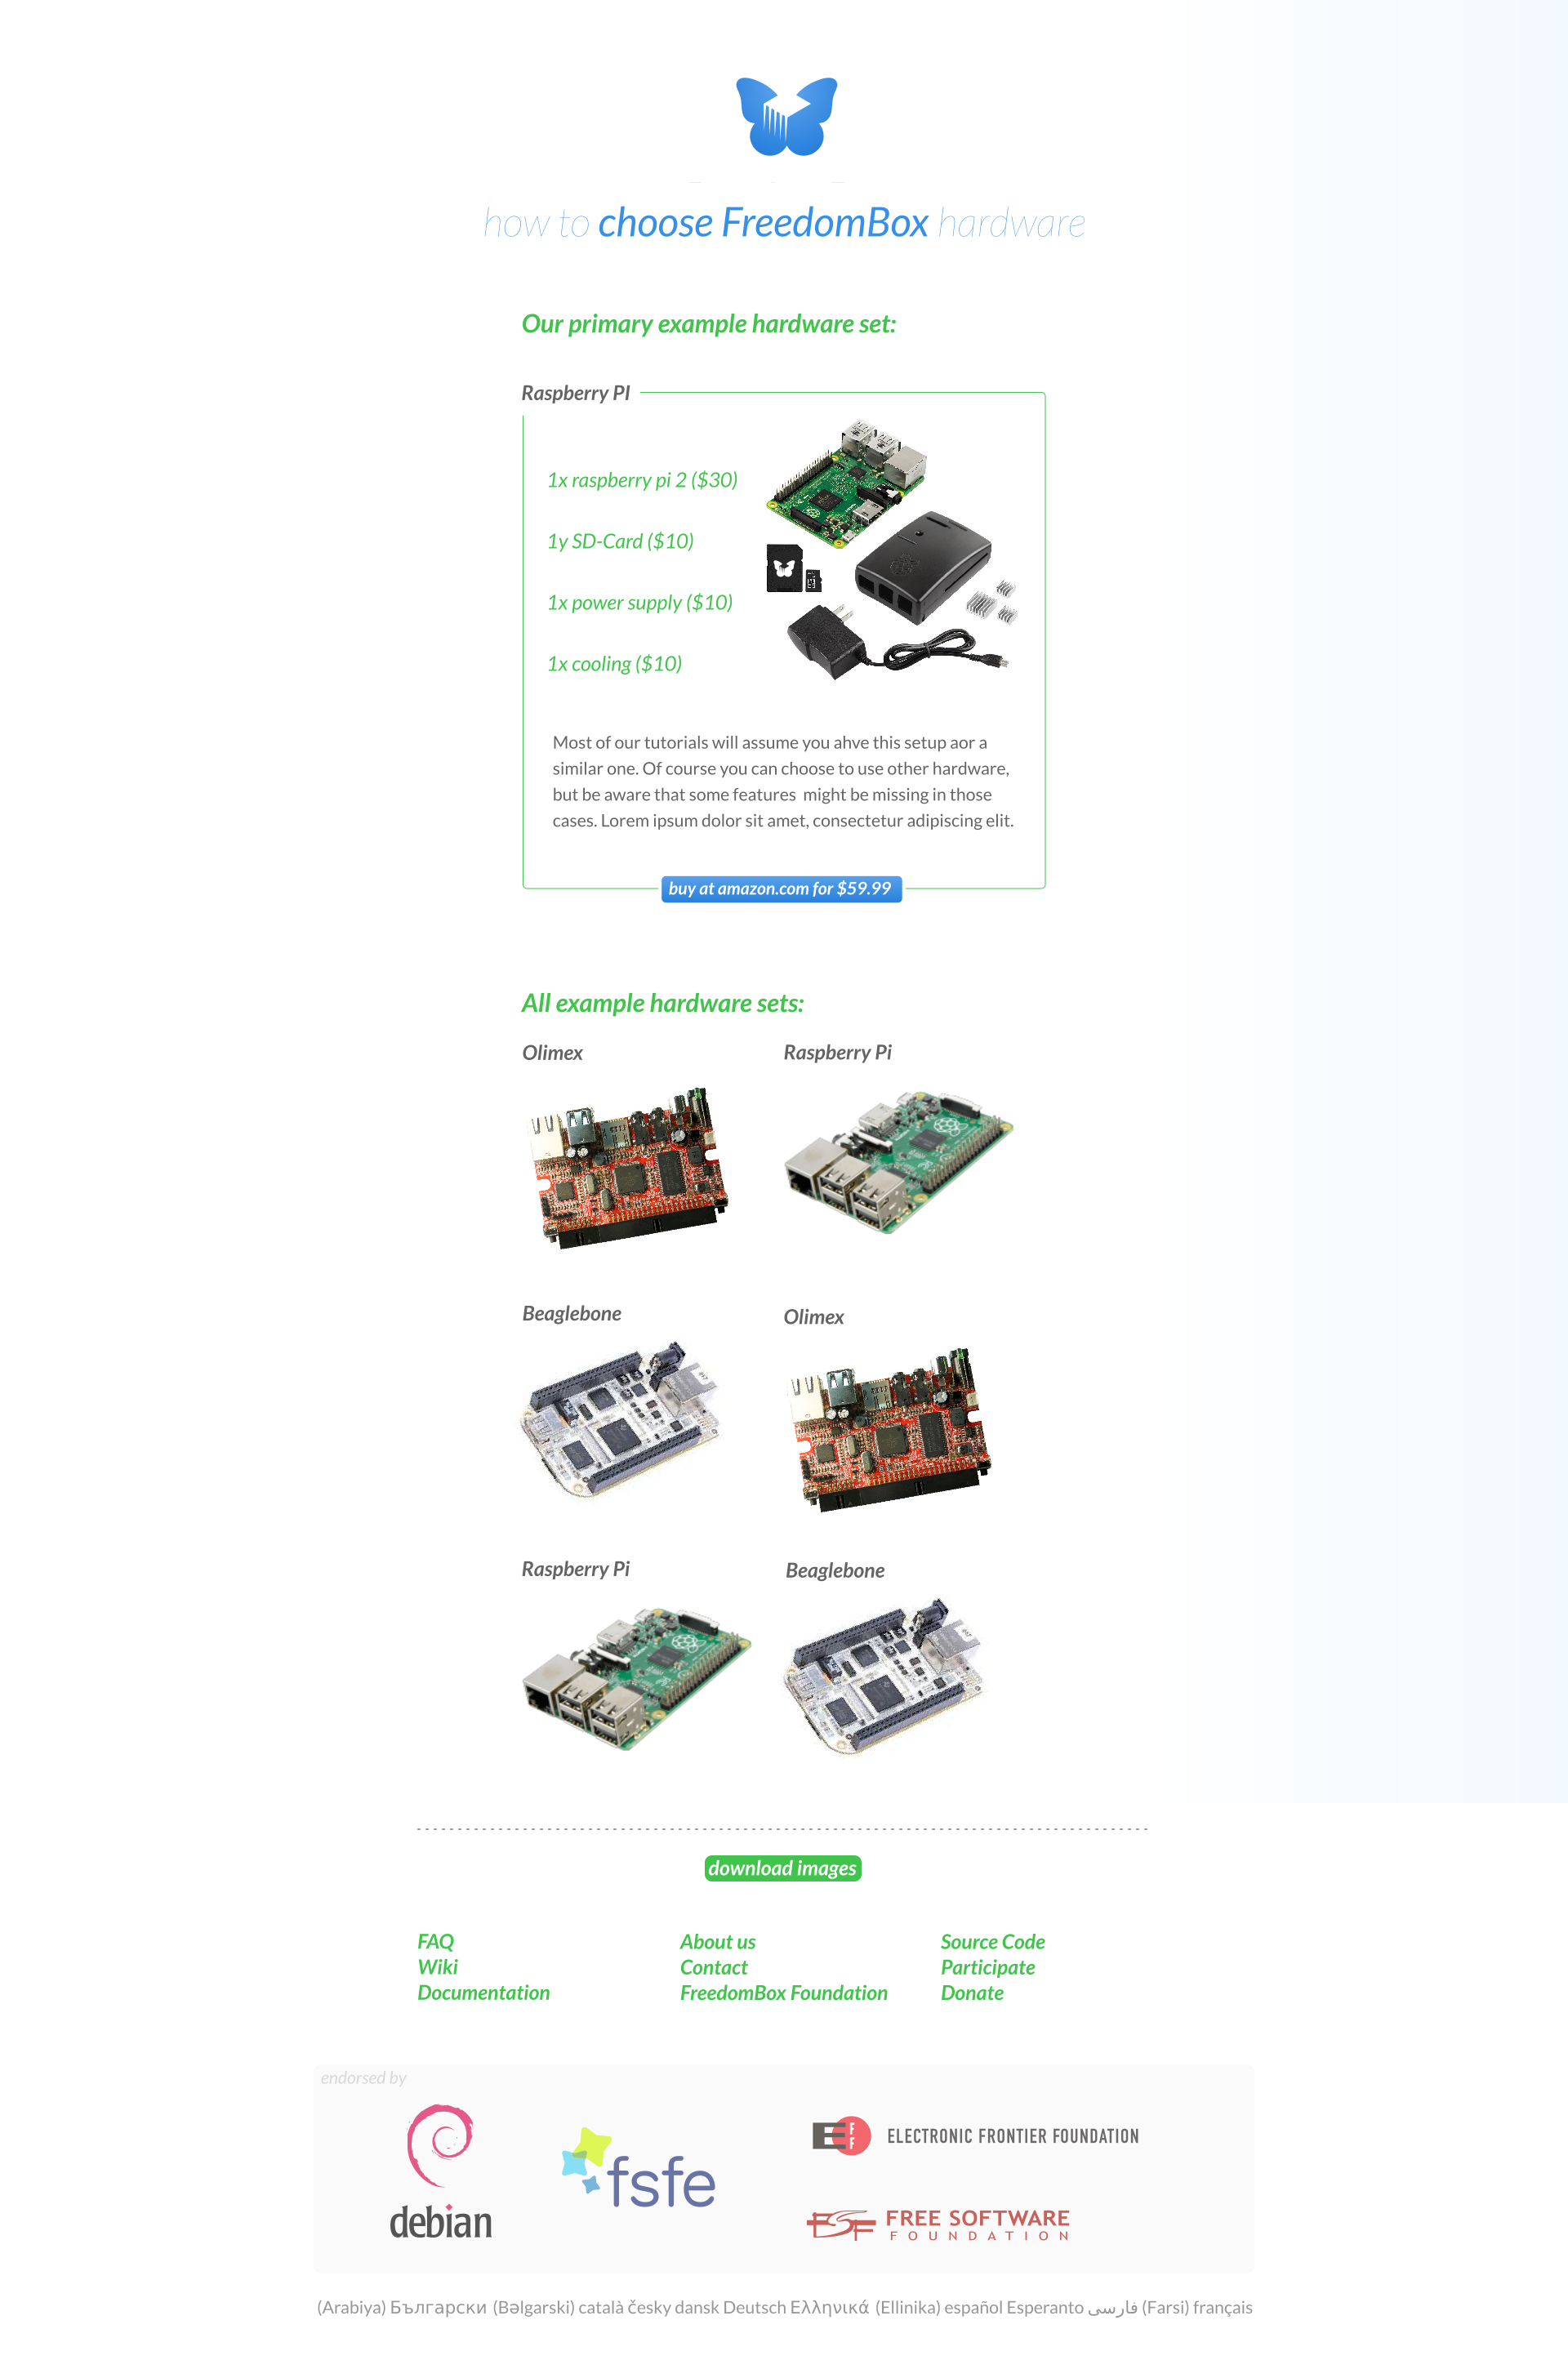 how to choose FreedomBox hardware
Our primary example hardware set:
Raspberry PI
1x raspberry pi 2 ($30)
1y SD-Card ($10)
1x power supply ($10)
1x cooling ($10)
Most of our tutorials will assume you ahve this setup aor a
similar one. Of course you can choose to use other hardware,
but be aware that some features  might be missing in those
cases. Lorem ipsum dolor sit amet, consectetur adipiscing elit.
buy at amazon.com for $59.99
All example hardware sets:
Olimex
Raspberry Pi
Beaglebone
Olimex
Raspberry Pi
Beaglebone
download images
FAQ
Wiki
Documentation
About us
Contact
FreedomBox Foundation
Source Code
Participate
Donate
endorsed by
debian
fsfe
EFF
ELECTRONIC FRONTIER FOUNDATION
FSF
FREE SOFTWARE
FOUNDATION
(Arabiya) Български (Bəlgarski) català česky dansk Deutsch Ελληνικά (Ellinika) español Esperanto فارسی (Farsi) français